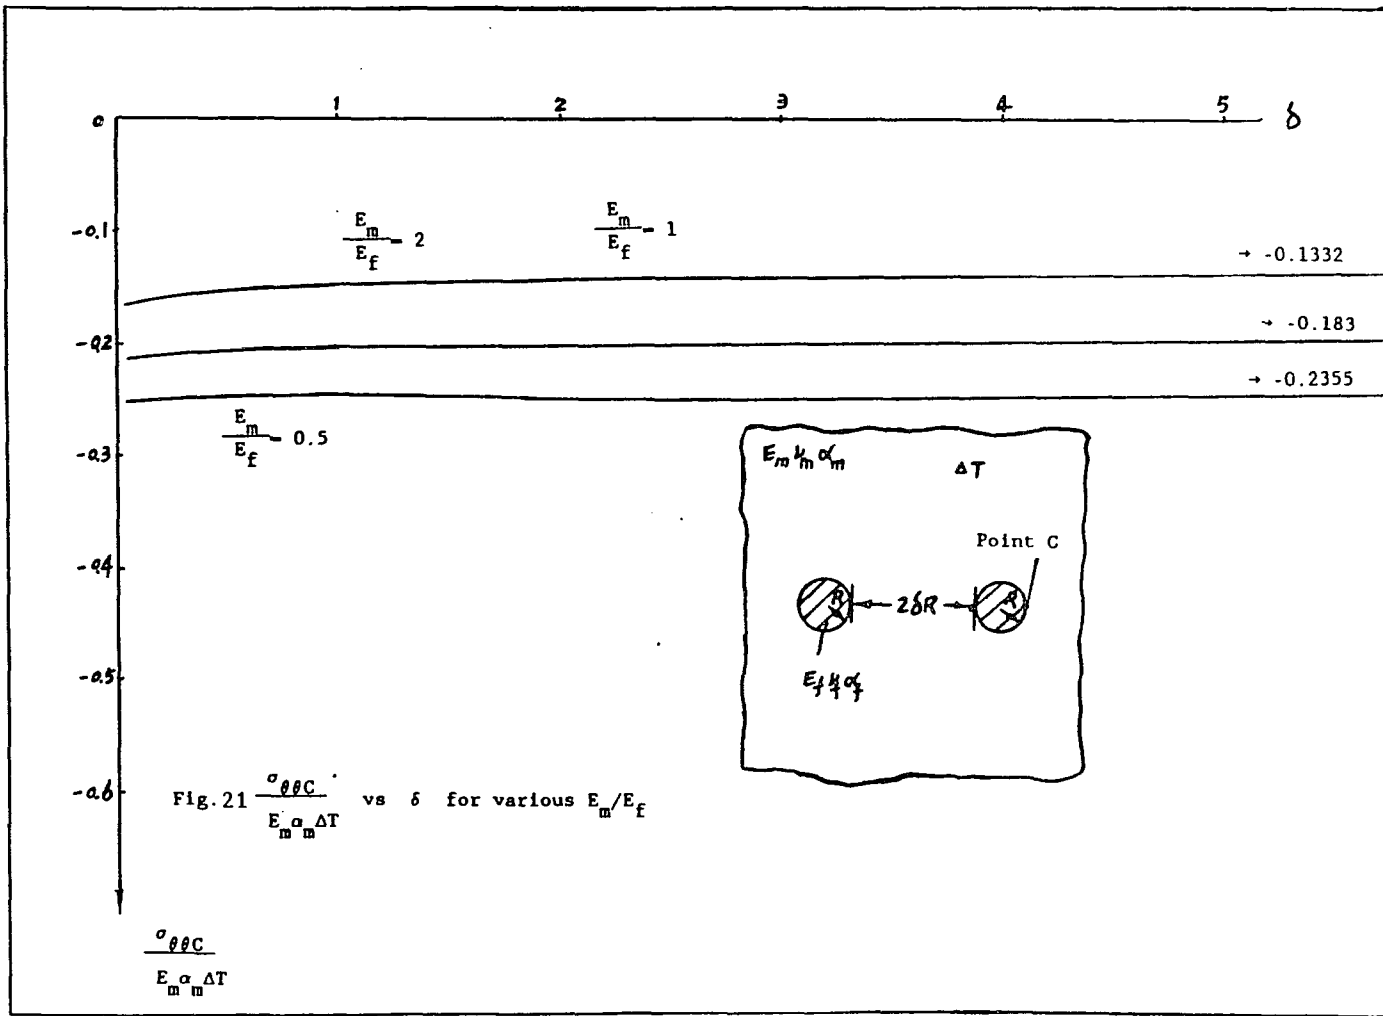 0 1 2 3 4 5 δ
-0.1
-0.2
-0.3
-0.4
-0.5
-0.6
E_m/E_f = 2
E_m/E_f = 1
→ -0.1332
→ -0.183
→ -0.2355
E_m/E_f = 0.5
E_m ν_m α_m
ΔT
Point C
R
2δR
R
E_f ν_f α_f
Fig.21 σ_θθC/E_m α_m ΔT vs δ for various E_m/E_f
σ_θθC
E_m α_m ΔT